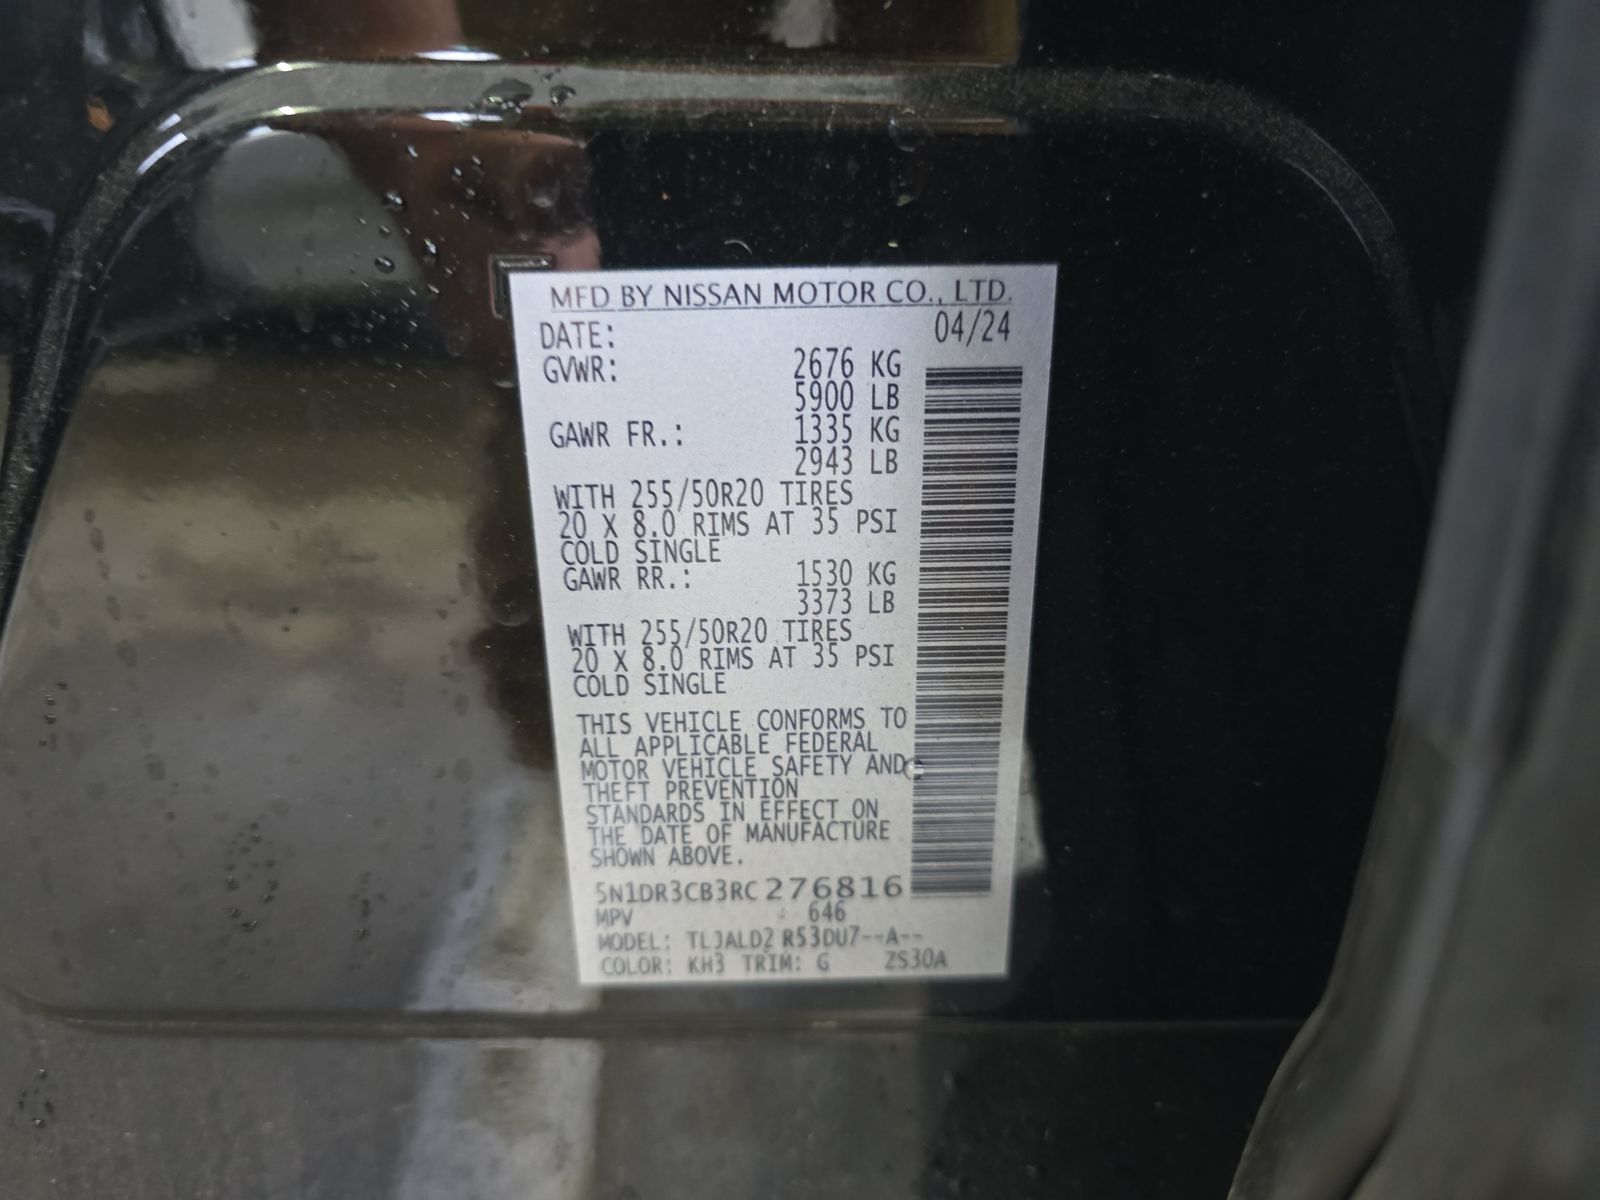 MFD BY NISSAN MOTOR CO., LTD.
DATE: 04/24
GVWR: 2676 KG
5900 LB
GAWR FR.: 1335 KG
2943 LB
WITH 255/50R20 TIRES
20 X 8.0 RIMS AT 35 PSI
COLD SINGLE
GAWR RR.: 1530 KG
3373 LB
WITH 255/50R20 TIRES
20 X 8.0 RIMS AT 35 PSI
COLD SINGLE
THIS VEHICLE CONFORMS TO
ALL APPLICABLE FEDERAL
MOTOR VEHICLE SAFETY AND
THEFT PREVENTION
STANDARDS IN EFFECT ON
THE DATE OF MANUFACTURE
SHOWN ABOVE.
5N1DR3CB3RC276816
MPV 646
MODEL: TLJALD2 R53DU7--A--
COLOR: KH3 TRIM: G ZS30A